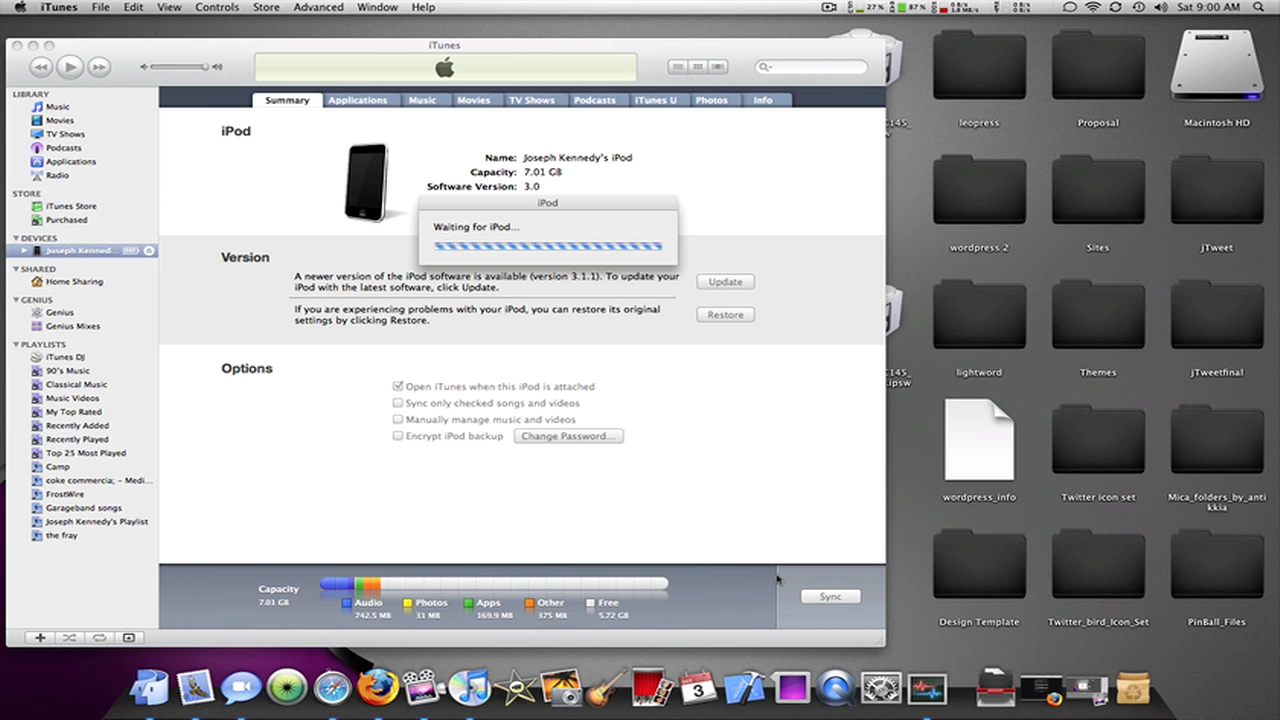 iTunes File Edit View Controls Store Advanced Window Help
27% 87% Sat 9:00 AM
iTunes
LIBRARY
Music
Movies
TV Shows
Podcasts
Applications
Radio
STORE
iTunes Store
Purchased
DEVICES
Joseph Kenned...
SHARED
Home Sharing
GENIUS
Genius
Genius Mixes
PLAYLISTS
iTunes DJ
90's Music
Classical Music
Music Videos
My Top Rated
Recently Added
Recently Played
Top 25 Most Played
Camp
coke commercia; - Medi...
FrostWire
Garageband songs
Joseph Kennedy's Playlist
the fray
Summary Applications Music Movies TV Shows Podcasts iTunes U Photos Info
iPod
Name: Joseph Kennedy's iPod
Capacity: 7.01 GB
Software Version: 3.0
iPod
Waiting for iPod...
Version
A newer version of the iPod software is available (version 3.1.1). To update your
iPod with the latest software, click Update.
Update
If you are experiencing problems with your iPod, you can restore its original
settings by clicking Restore.
Restore
Options
Open iTunes when this iPod is attached
Sync only checked songs and videos
Manually manage music and videos
Encrypt iPod backup Change Password...
Capacity
7.01 GB
Audio Photos Apps Other Free
742.5 MB 31 MB 169.9 MB 375 MB 5.72 GB
Sync
C145_
.ipsw
leopress Proposal Macintosh HD
wordpress 2 Sites jTweet
lightword Themes jTweetfinal
wordpress_info Twitter icon set Mica_folders_by_anti
kkia
Design Template Twitter_bird_Icon_Set PinBall_Files
3